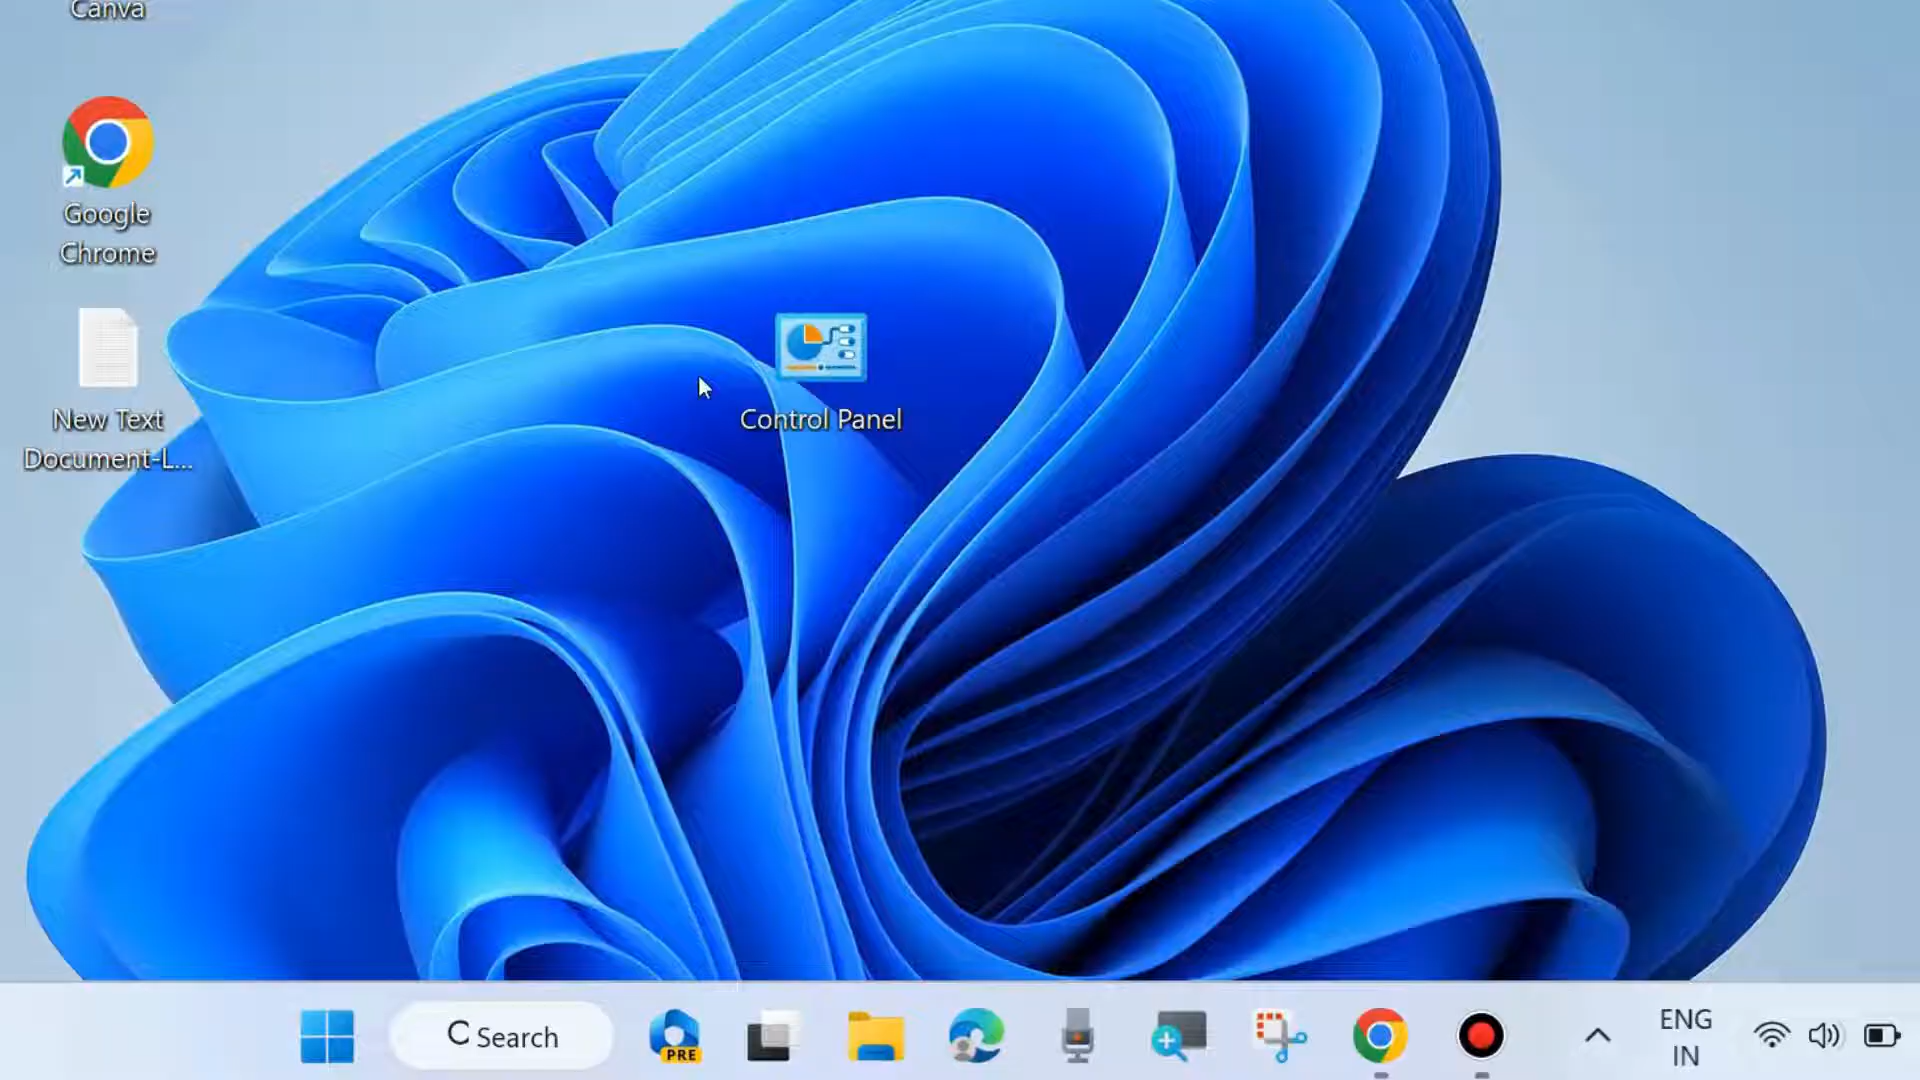 Canva
Google
Chrome
New Text
Document-L...
Control Panel
Search
PRE
ENG
IN